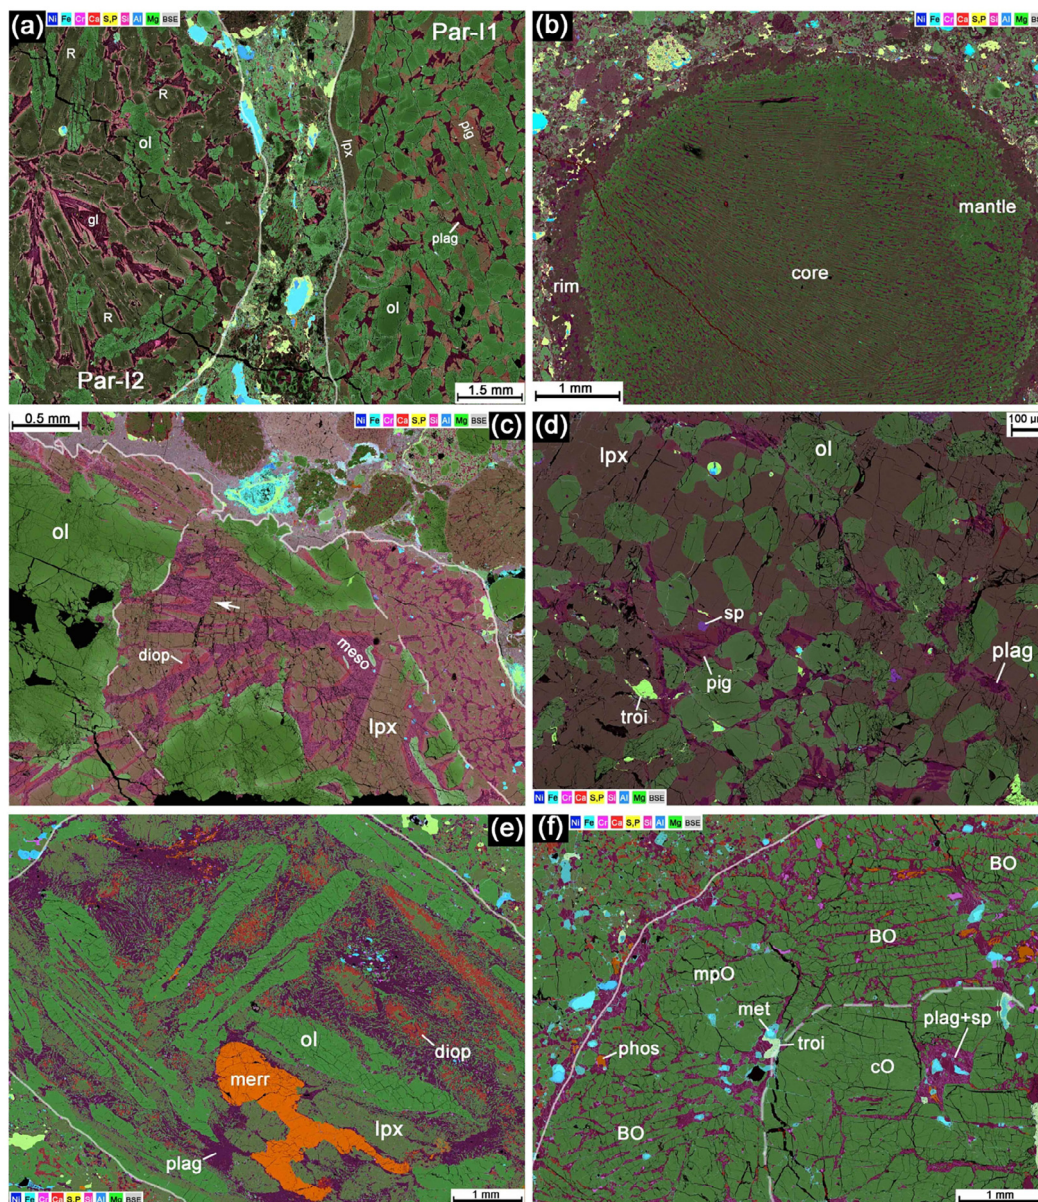 (a)
Ni Fe Cr Ca S,P Si Al Mg BSE
Par-I1
R
R
ol
lpx
pig
gl
plag
R
ol
Par-I2
1.5 mm
(b)
Ni Fe Cr Ca S,P Si Al Mg BSE
mantle
core
rim
1 mm
0.5 mm
Ni Fe Cr Ca S,P Si Al Mg BSE
(c)
ol
diop
meso
lpx
(d)
100 µm
lpx
ol
sp
plag
pig
troi
Ni Fe Cr Ca S,P Si Al Mg BSE
(e)
ol
diop
merr
lpx
plag
Ni Fe Cr Ca S,P Si Al Mg BSE
1 mm
Ni Fe Cr Ca S,P Si Al Mg BSE
(f)
BO
BO
mpO
met
plag+sp
troi
phos
cO
BO
1 mm